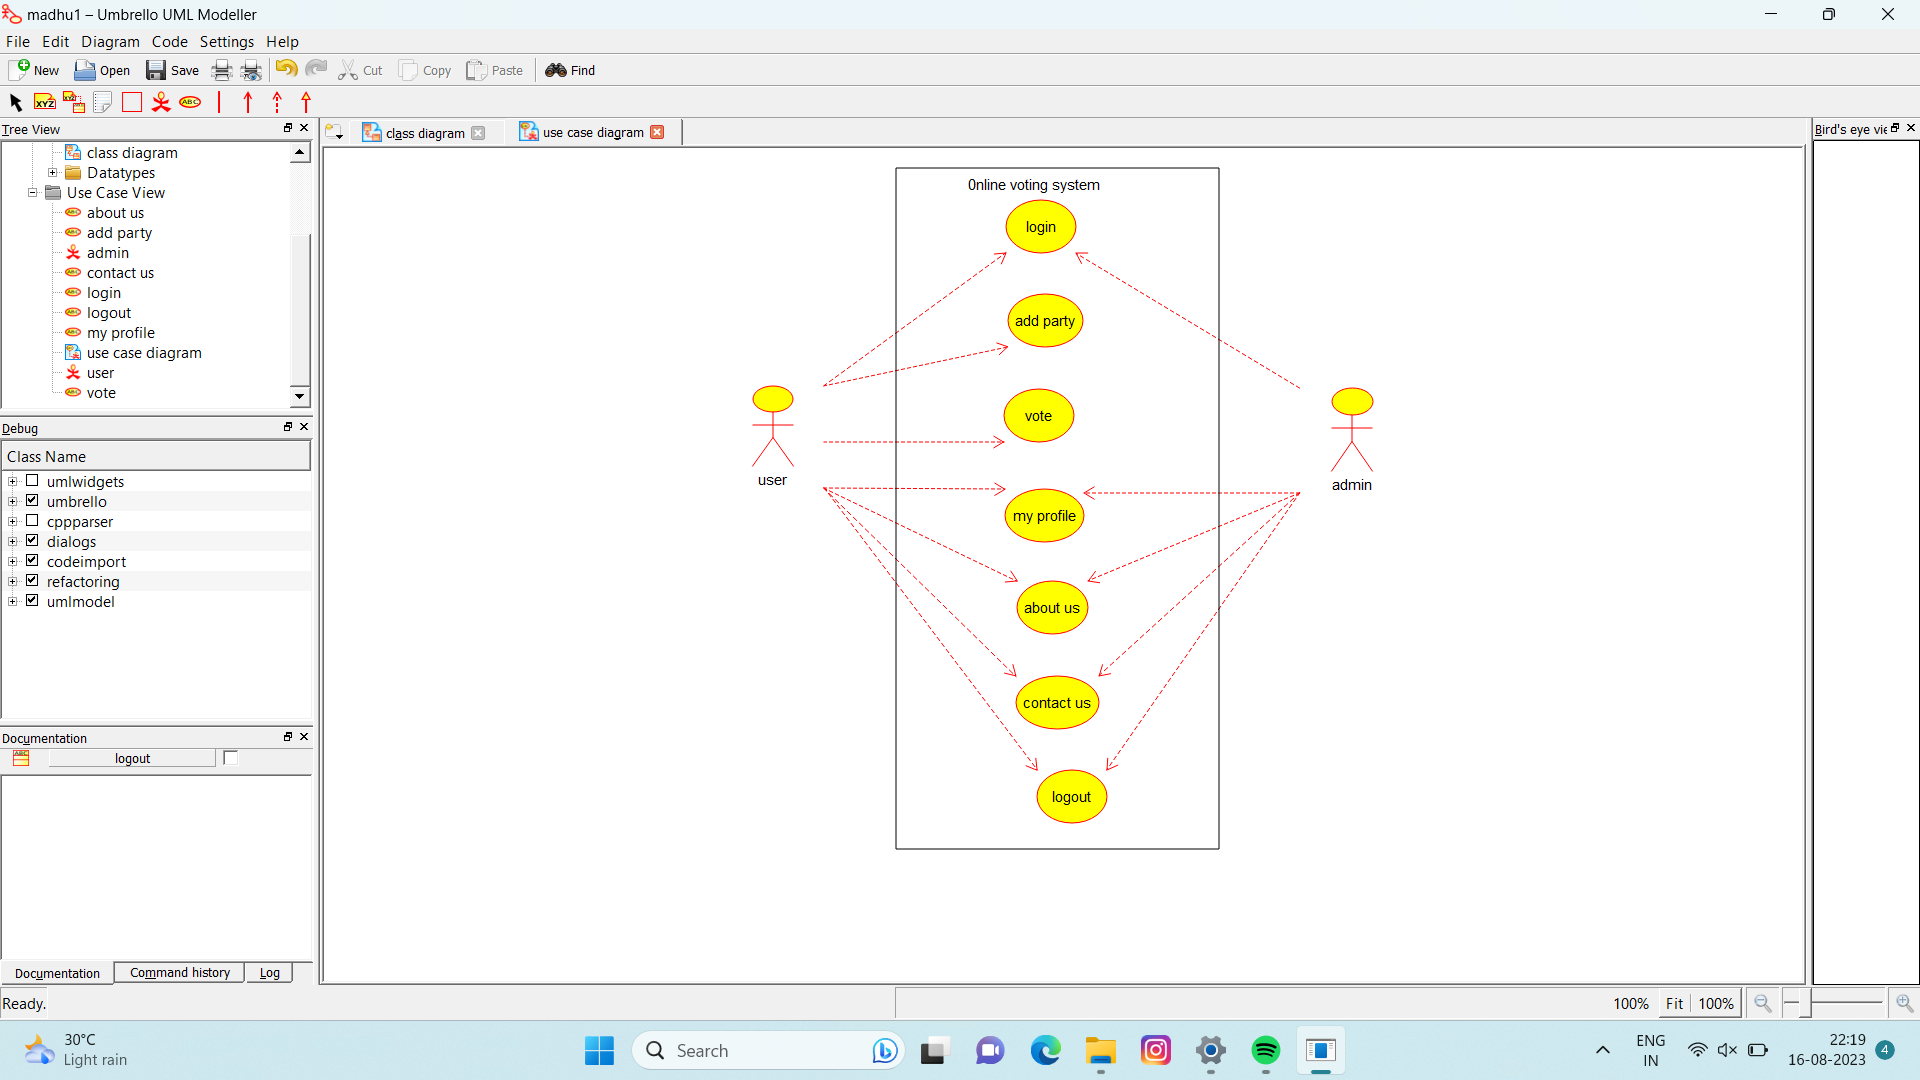 madhu1 – Umbrello UML Modeller
File Edit Diagram Code Settings Help
New Open Save Cut Copy Paste Find
XYZ XYZ ABC
Tree View
class diagram
Datatypes
Use Case View
about us
add party
admin
contact us
login
logout
my profile
use case diagram
user
vote
Debug
Class Name
umlwidgets
umbrello
cppparser
dialogs
codeimport
refactoring
umlmodel
Documentation
logout
Documentation Command history Log
class diagram use case diagram
0nline voting system
login
add party
vote
my profile
about us
contact us
logout
user
admin
Bird's eye vie
Ready.
100% Fit 100%
30°C
Light rain
Search
ENG
IN
22:19
16-08-2023
4